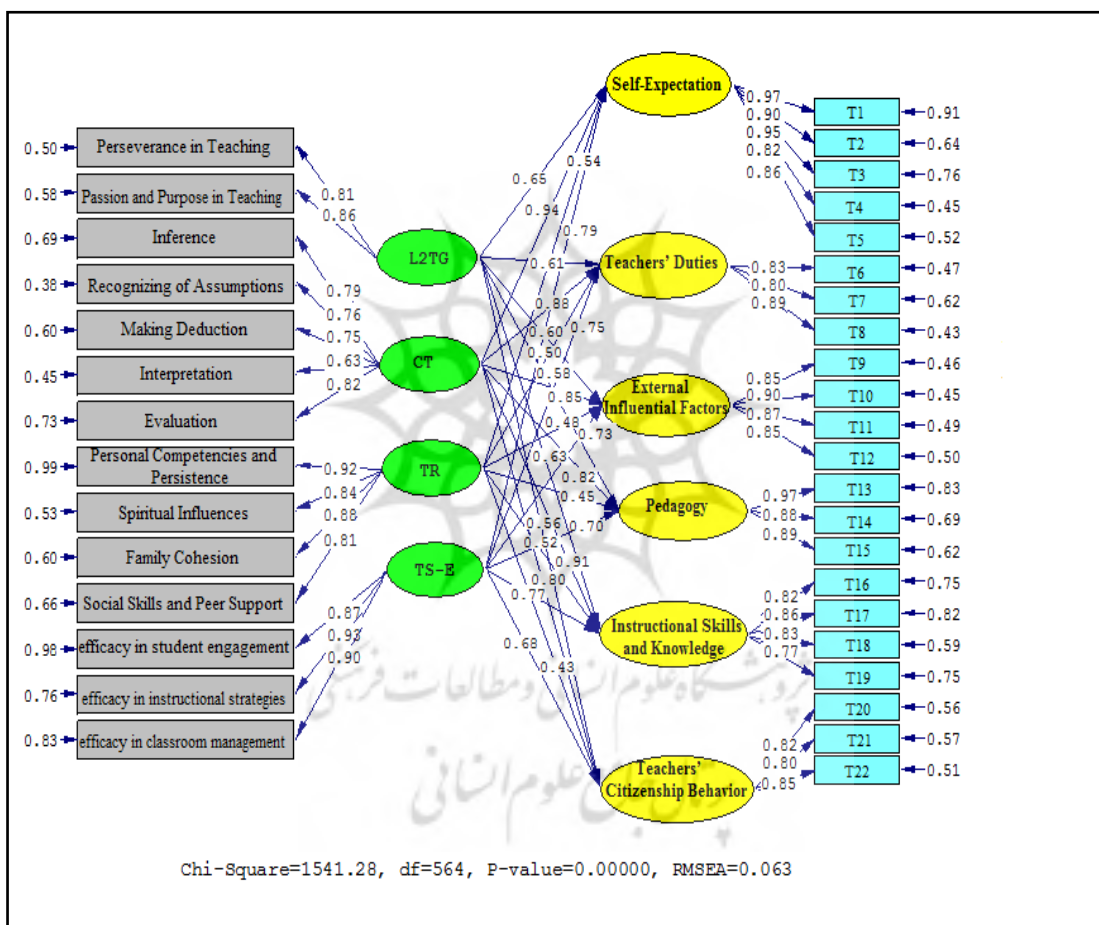 0.50
Perseverance in Teaching
0.58
Passion and Purpose in Teaching
0.69
Inference
0.38
Recognizing of Assumptions
0.60
Making Deduction
0.45
Interpretation
0.73
Evaluation
0.99
Personal Competencies and
Persistence
0.53
Spiritual Influences
0.60
Family Cohesion
0.66
Social Skills and Peer Support
0.98
efficacy in student engagement
0.76
efficacy in instructional strategies
0.83
efficacy in classroom management
0.81
0.86
0.79
0.76
0.75
0.63
0.82
0.92
0.84
0.88
0.81
0.87
0.93
0.90
L2TG
CT
TR
TS-E
0.54
0.65
0.94
0.79
0.61
0.88
0.75
0.60
0.50
0.58
0.85
0.48
0.73
0.63
0.82
0.45
0.56
0.70
0.52
0.91
0.80
0.77
0.68
0.43
Self-Expectation
Teachers' Duties
External
Influential Factors
Pedagogy
Instructional Skills
and Knowledge
Teachers'
Citizenship Behavior
0.97
0.90
0.95
0.82
0.86
0.83
0.80
0.89
0.85
0.90
0.87
0.85
0.97
0.88
0.89
0.82
0.86
0.83
0.77
0.82
0.80
0.85
T1 0.91
T2 0.64
T3 0.76
T4 0.45
T5 0.52
T6 0.47
T7 0.62
T8 0.43
T9 0.46
T10 0.45
T11 0.49
T12 0.50
T13 0.83
T14 0.69
T15 0.62
T16 0.75
T17 0.82
T18 0.59
T19 0.75
T20 0.56
T21 0.57
T22 0.51
پژوهشگاه علوم انسانی و مطالعات فرهنگی
پرتال جامع علوم انسانی
Chi-Square=1541.28, df=564, P-value=0.00000, RMSEA=0.063